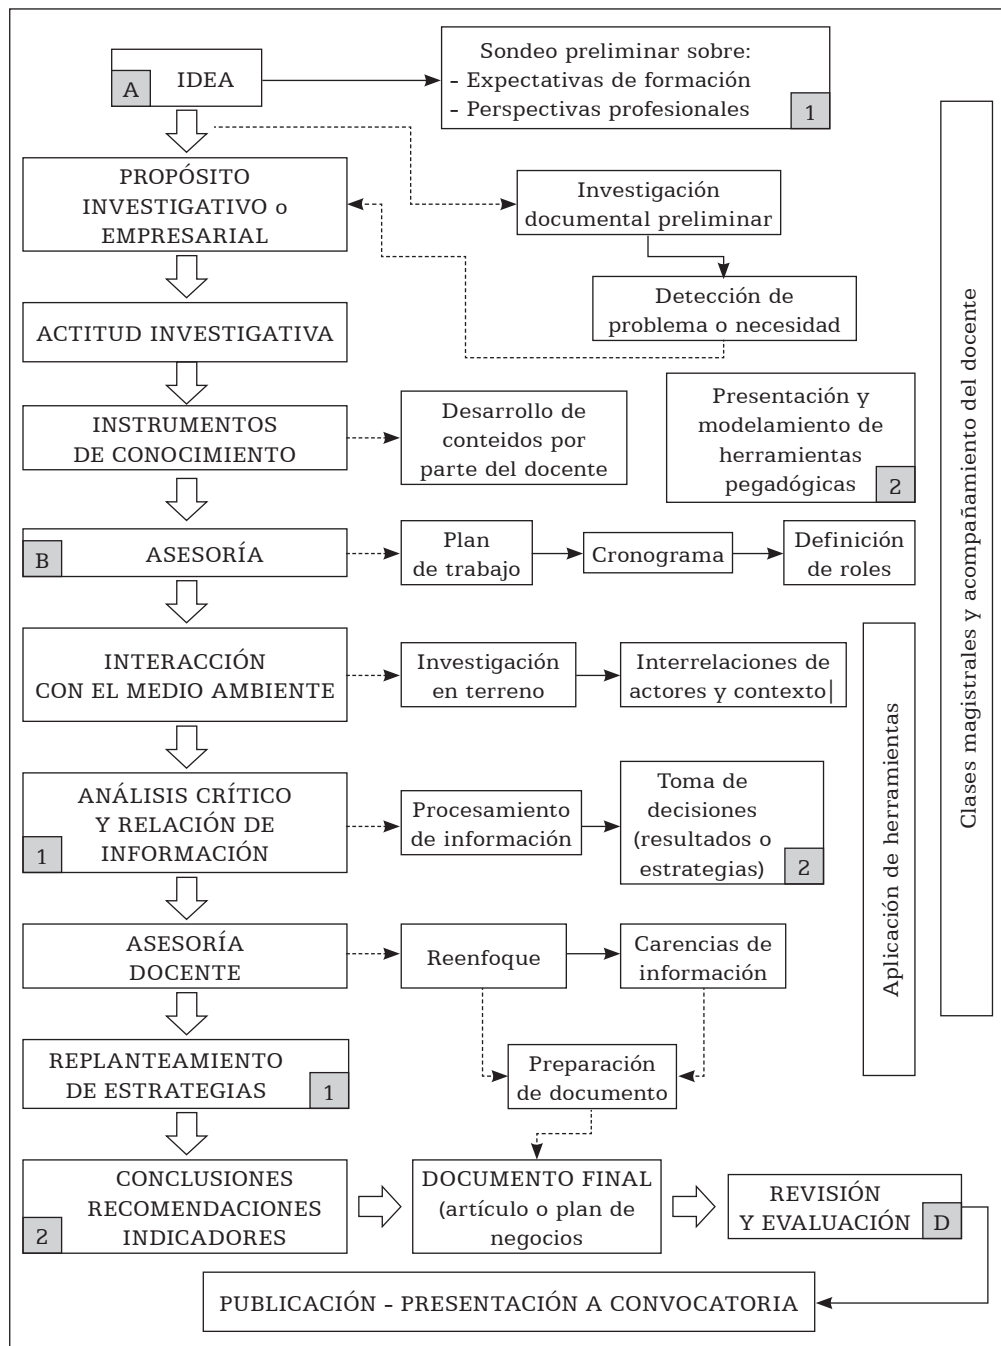 Sondeo preliminar sobre:
- Expectativas de formación
- Perspectivas profesionales
1
A
IDEA
PROPÓSITO
INVESTIGATIVO o
EMPRESARIAL
Investigación
documental preliminar
Detección de
problema o necesidad
ACTITUD INVESTIGATIVA
INSTRUMENTOS
DE CONOCIMIENTO
Desarrollo de
conteidos por
parte del docente
Presentación y
modelamiento de
herramientas
pegadógicas
2
B
ASESORÍA
Plan
de trabajo
Cronograma
Definición
de roles
INTERACCIÓN
CON EL MEDIO AMBIENTE
Investigación
en terreno
Interrelaciones de
actores y contexto
ANÁLISIS CRÍTICO
Y RELACIÓN DE
INFORMACIÓN
1
Procesamiento
de información
Toma de
decisiones
(resultados o
estrategias)
2
ASESORÍA
DOCENTE
Reenfoque
Carencias de
información
REPLANTEAMIENTO
DE ESTRATEGIAS
1
Preparación
de documento
CONCLUSIONES
RECOMENDACIONES
INDICADORES
2
DOCUMENTO FINAL
(artículo o plan de
negocios
REVISIÓN
Y EVALUACIÓN
D
PUBLICACIÓN - PRESENTACIÓN A CONVOCATORIA
Aplicación de herramientas
Clases magistrales y acompañamiento del docente